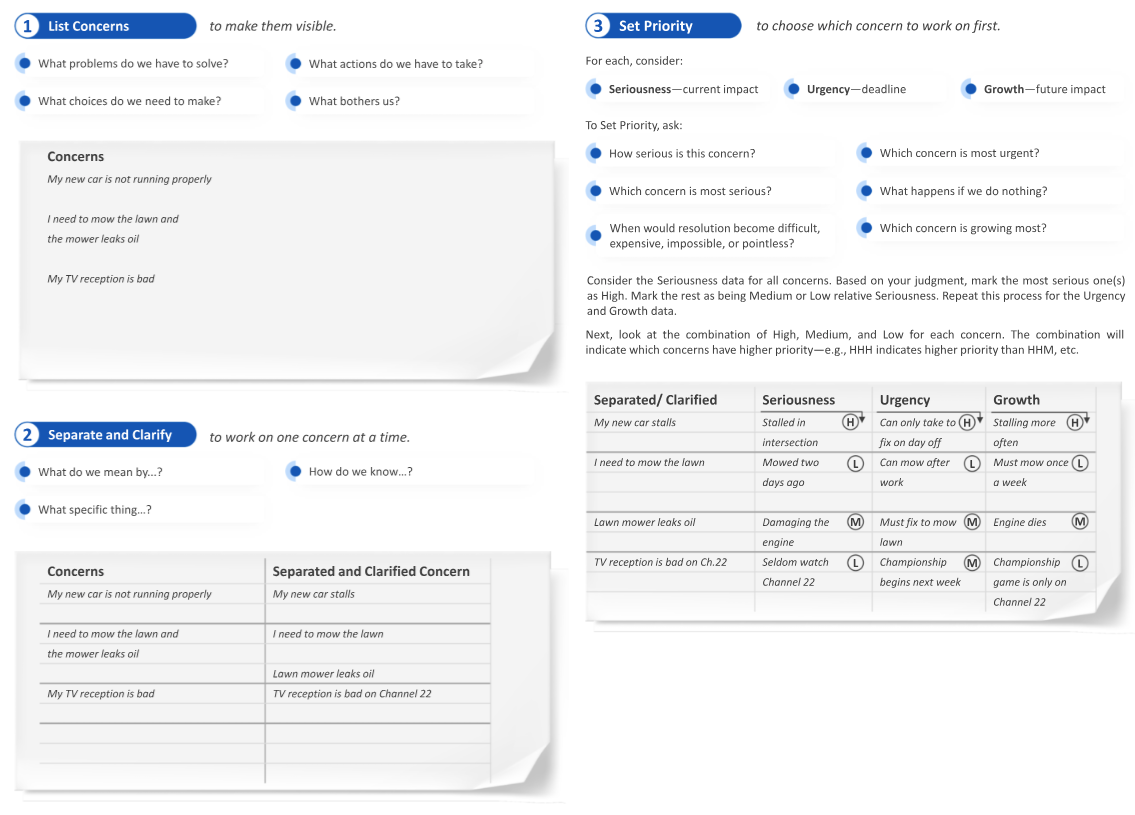 1 List Concerns to make them visible.
What problems do we have to solve?
What actions do we have to take?
What choices do we need to make?
What bothers us?
Concerns
My new car is not running properly
I need to mow the lawn and
the mower leaks oil
My TV reception is bad
2 Separate and Clarify to work on one concern at a time.
What do we mean by...?
How do we know...?
What specific thing...?
Concerns Separated and Clarified Concern
My new car is not running properly My new car stalls
I need to mow the lawn and I need to mow the lawn
the mower leaks oil
Lawn mower leaks oil
My TV reception is bad TV reception is bad on Channel 22
3 Set Priority to choose which concern to work on first.
For each, consider:
Seriousness—current impact Urgency—deadline Growth—future impact
To Set Priority, ask:
How serious is this concern? Which concern is most urgent?
Which concern is most serious? What happens if we do nothing?
When would resolution become difficult,
expensive, impossible, or pointless?
Which concern is growing most?
Consider the Seriousness data for all concerns. Based on your judgment, mark the most serious one(s)
as High. Mark the rest as being Medium or Low relative Seriousness. Repeat this process for the Urgency
and Growth data.
Next, look at the combination of High, Medium, and Low for each concern. The combination will
indicate which concerns have higher priority—e.g., HHH indicates higher priority than HHM, etc.
Separated/ Clarified Seriousness Urgency Growth
My new car stalls Stalled in H Can only take to H Stalling more H
intersection fix on day off often
I need to mow the lawn Mowed two L Can mow after L Must mow once L
days ago work a week
Lawn mower leaks oil Damaging the M Must fix to mow M Engine dies M
engine lawn
TV reception is bad on Ch.22 Seldom watch L Championship M Championship L
Channel 22 begins next week game is only on
Channel 22